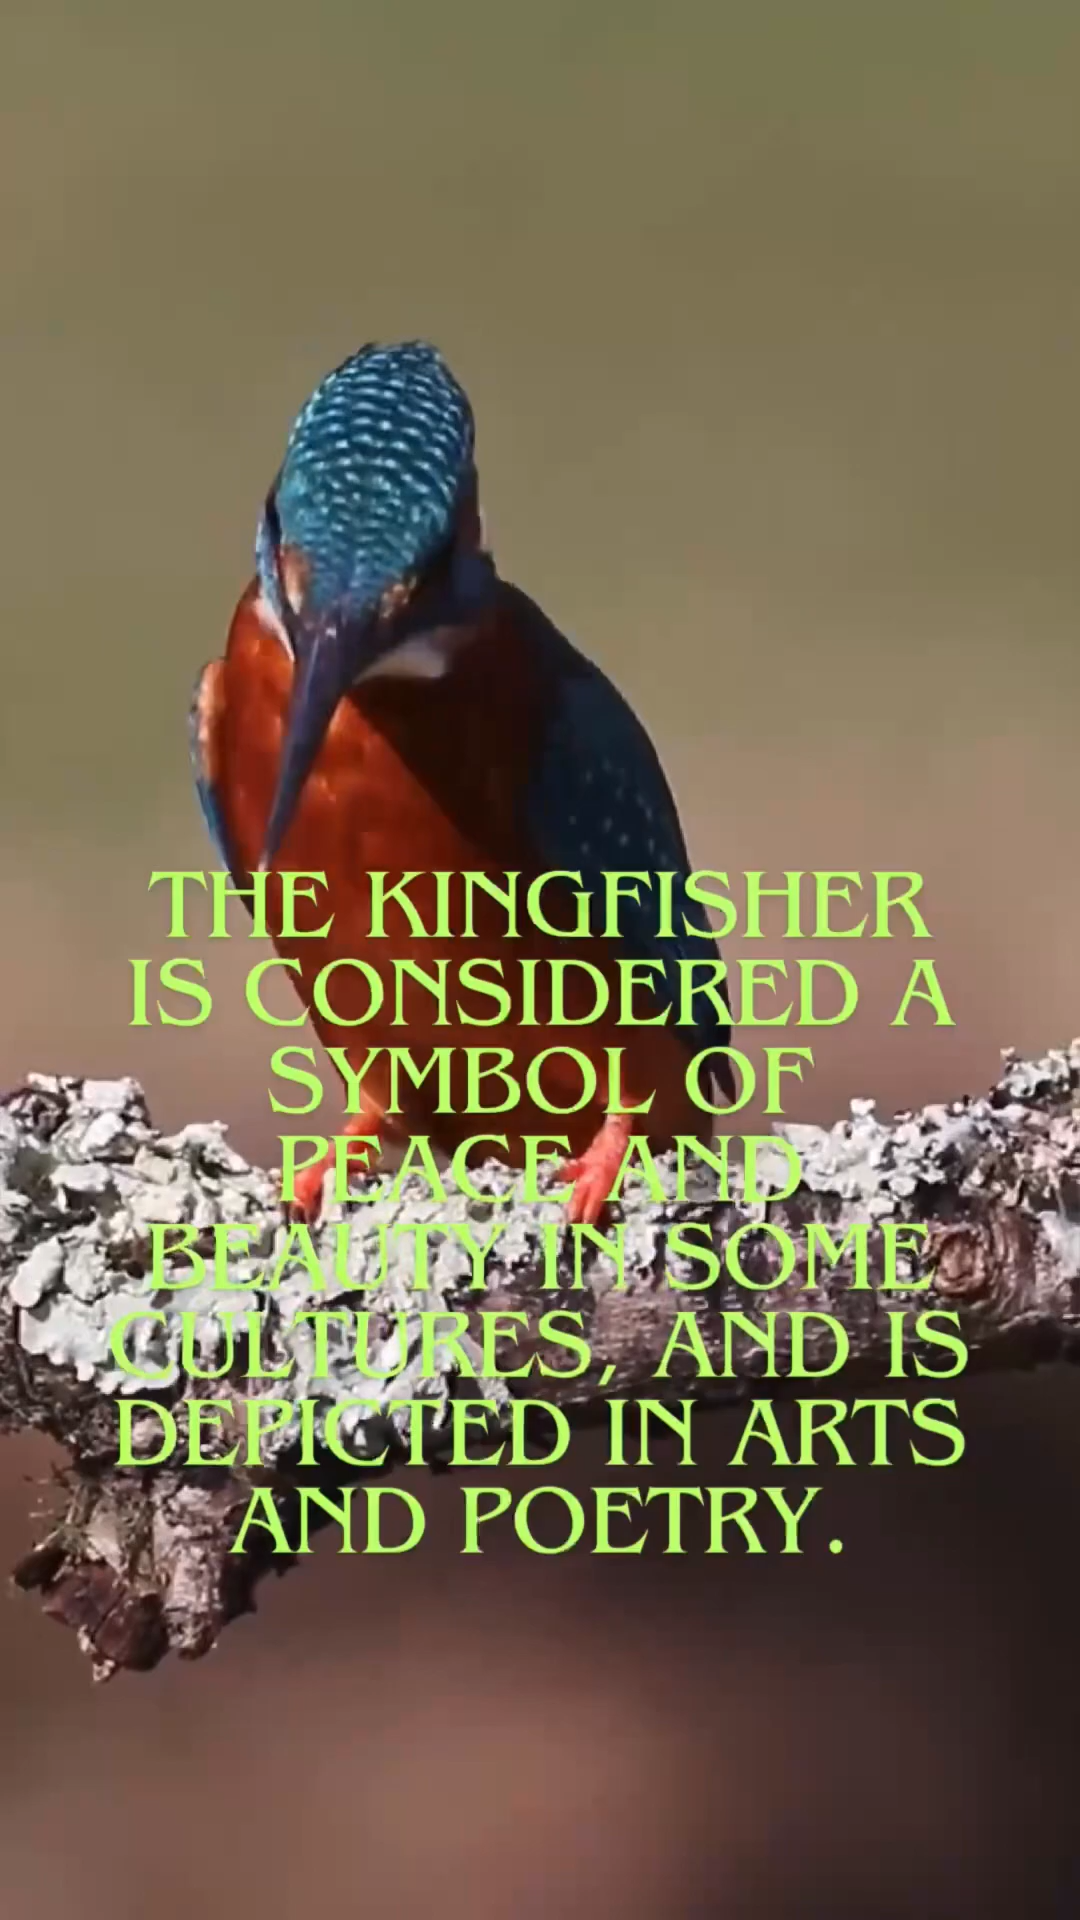 THE KINGFISHER
IS CONSIDERED A
SYMBOL OF
PEACE AND
BEAUTY IN SOME
CULTURES, AND IS
DEPICTED IN ARTS
AND POETRY.